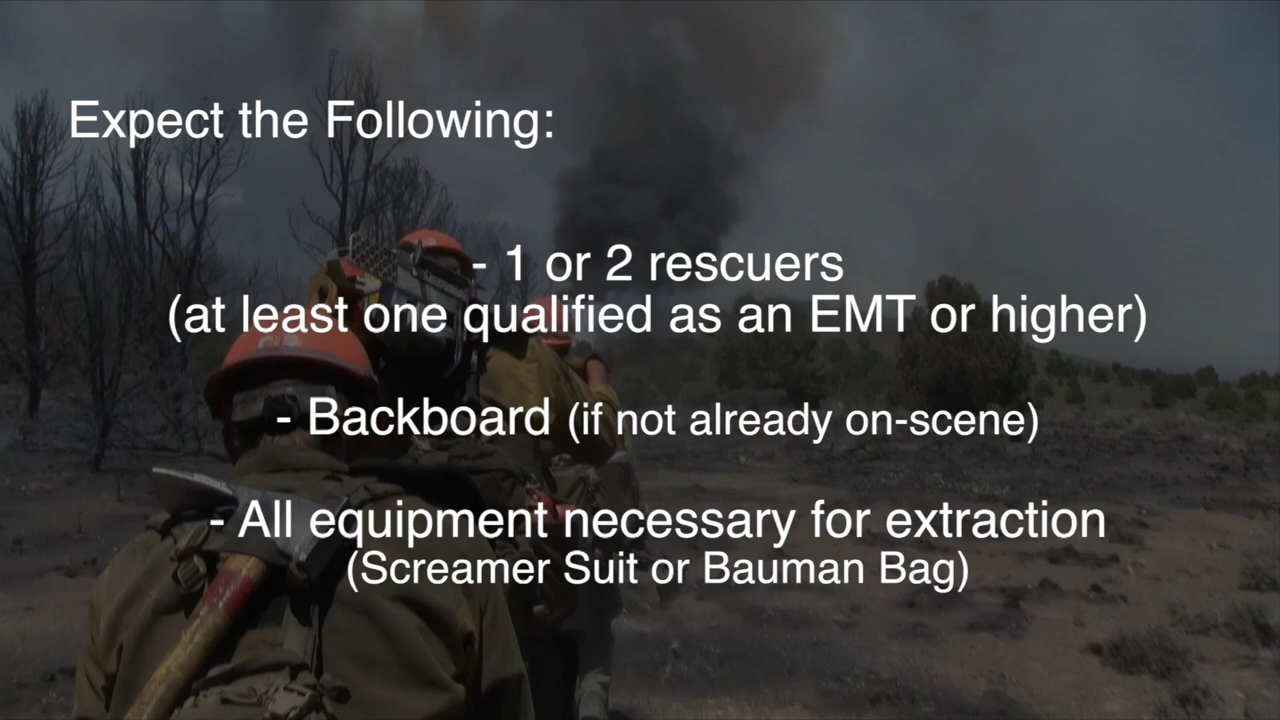 Expect the Following:
- 1 or 2 rescuers
(at least one qualified as an EMT or higher)
- Backboard (if not already on-scene)
- All equipment necessary for extraction
(Screamer Suit or Bauman Bag)